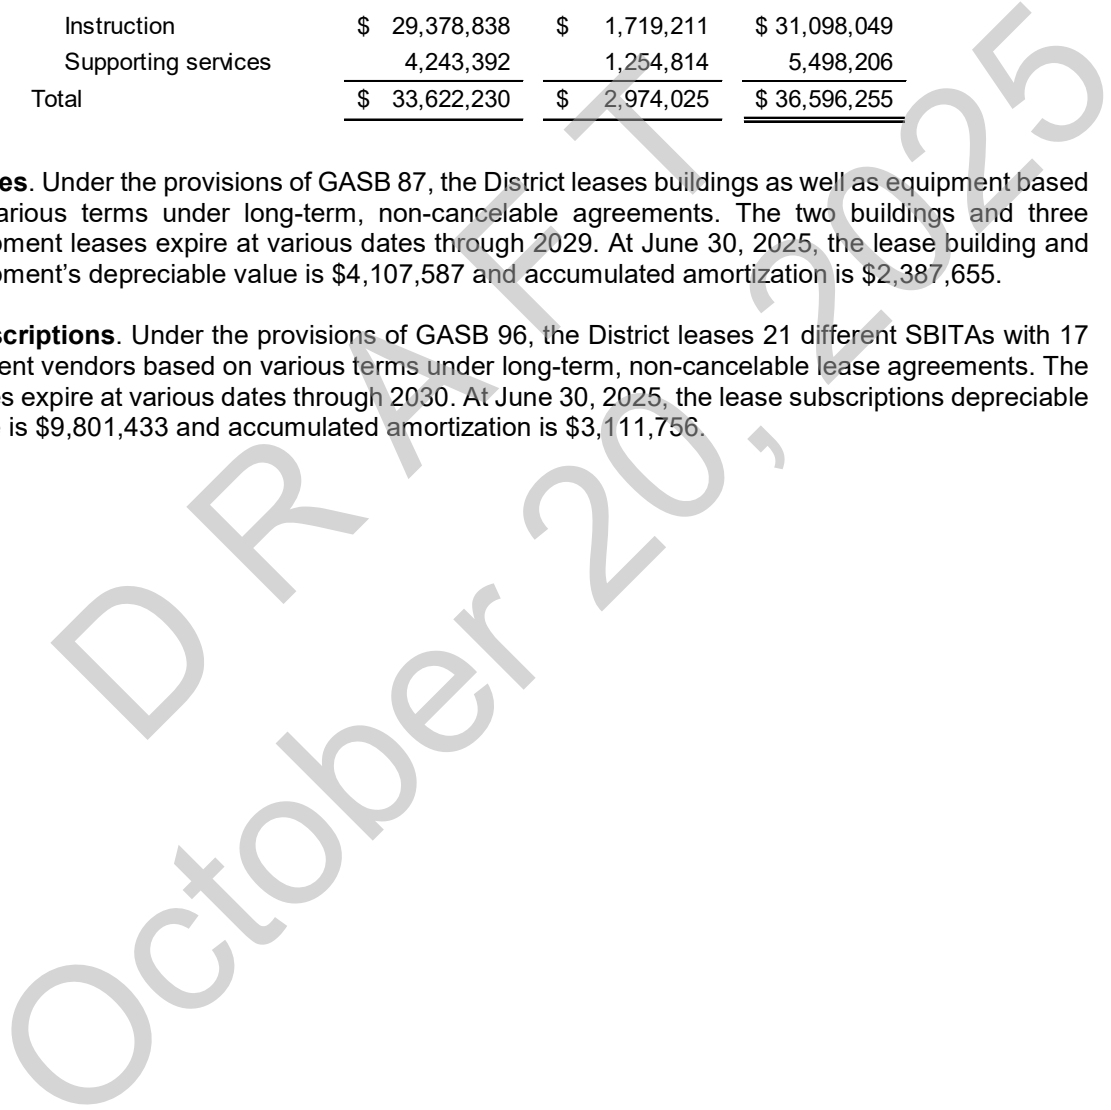 Instruction $ 29,378,838 $ 1,719,211 $ 31,098,049
Supporting services 4,243,392 1,254,814 5,498,206
Total $ 33,622,230 $ 2,974,025 $ 36,596,255
es. Under the provisions of GASB 87, the District leases buildings as well as equipment based
arious terms under long-term, non-cancelable agreements. The two buildings and three
pment leases expire at various dates through 2029. At June 30, 2025, the lease building and
pment’s depreciable value is $4,107,587 and accumulated amortization is $2,387,655.
scriptions. Under the provisions of GASB 96, the District leases 21 different SBITAs with 17
ent vendors based on various terms under long-term, non-cancelable lease agreements. The
s expire at various dates through 2030. At June 30, 2025, the lease subscriptions depreciable
is $9,801,433 and accumulated amortization is $3,111,756.
D R A F T
October 20, 2025